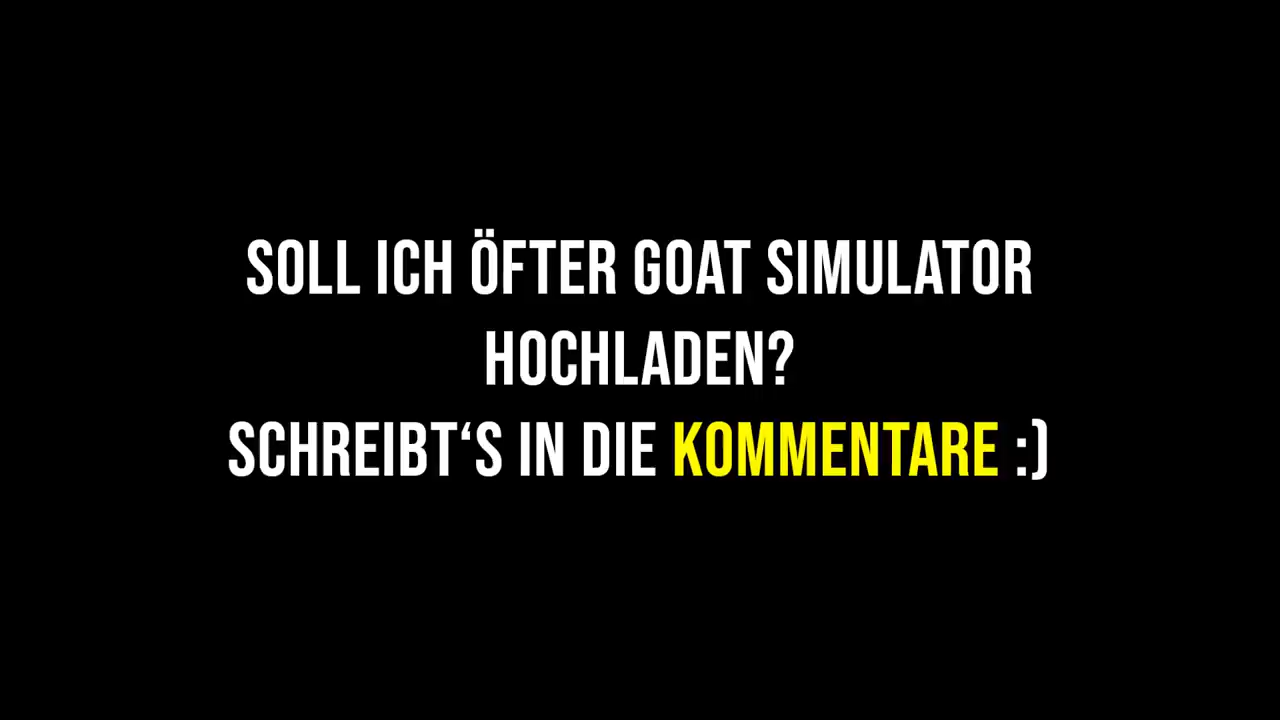 SOLL ICH ÖFTER GOAT SIMULATOR
HOCHLADEN?
SCHREIBT‘S IN DIE KOMMENTARE :)